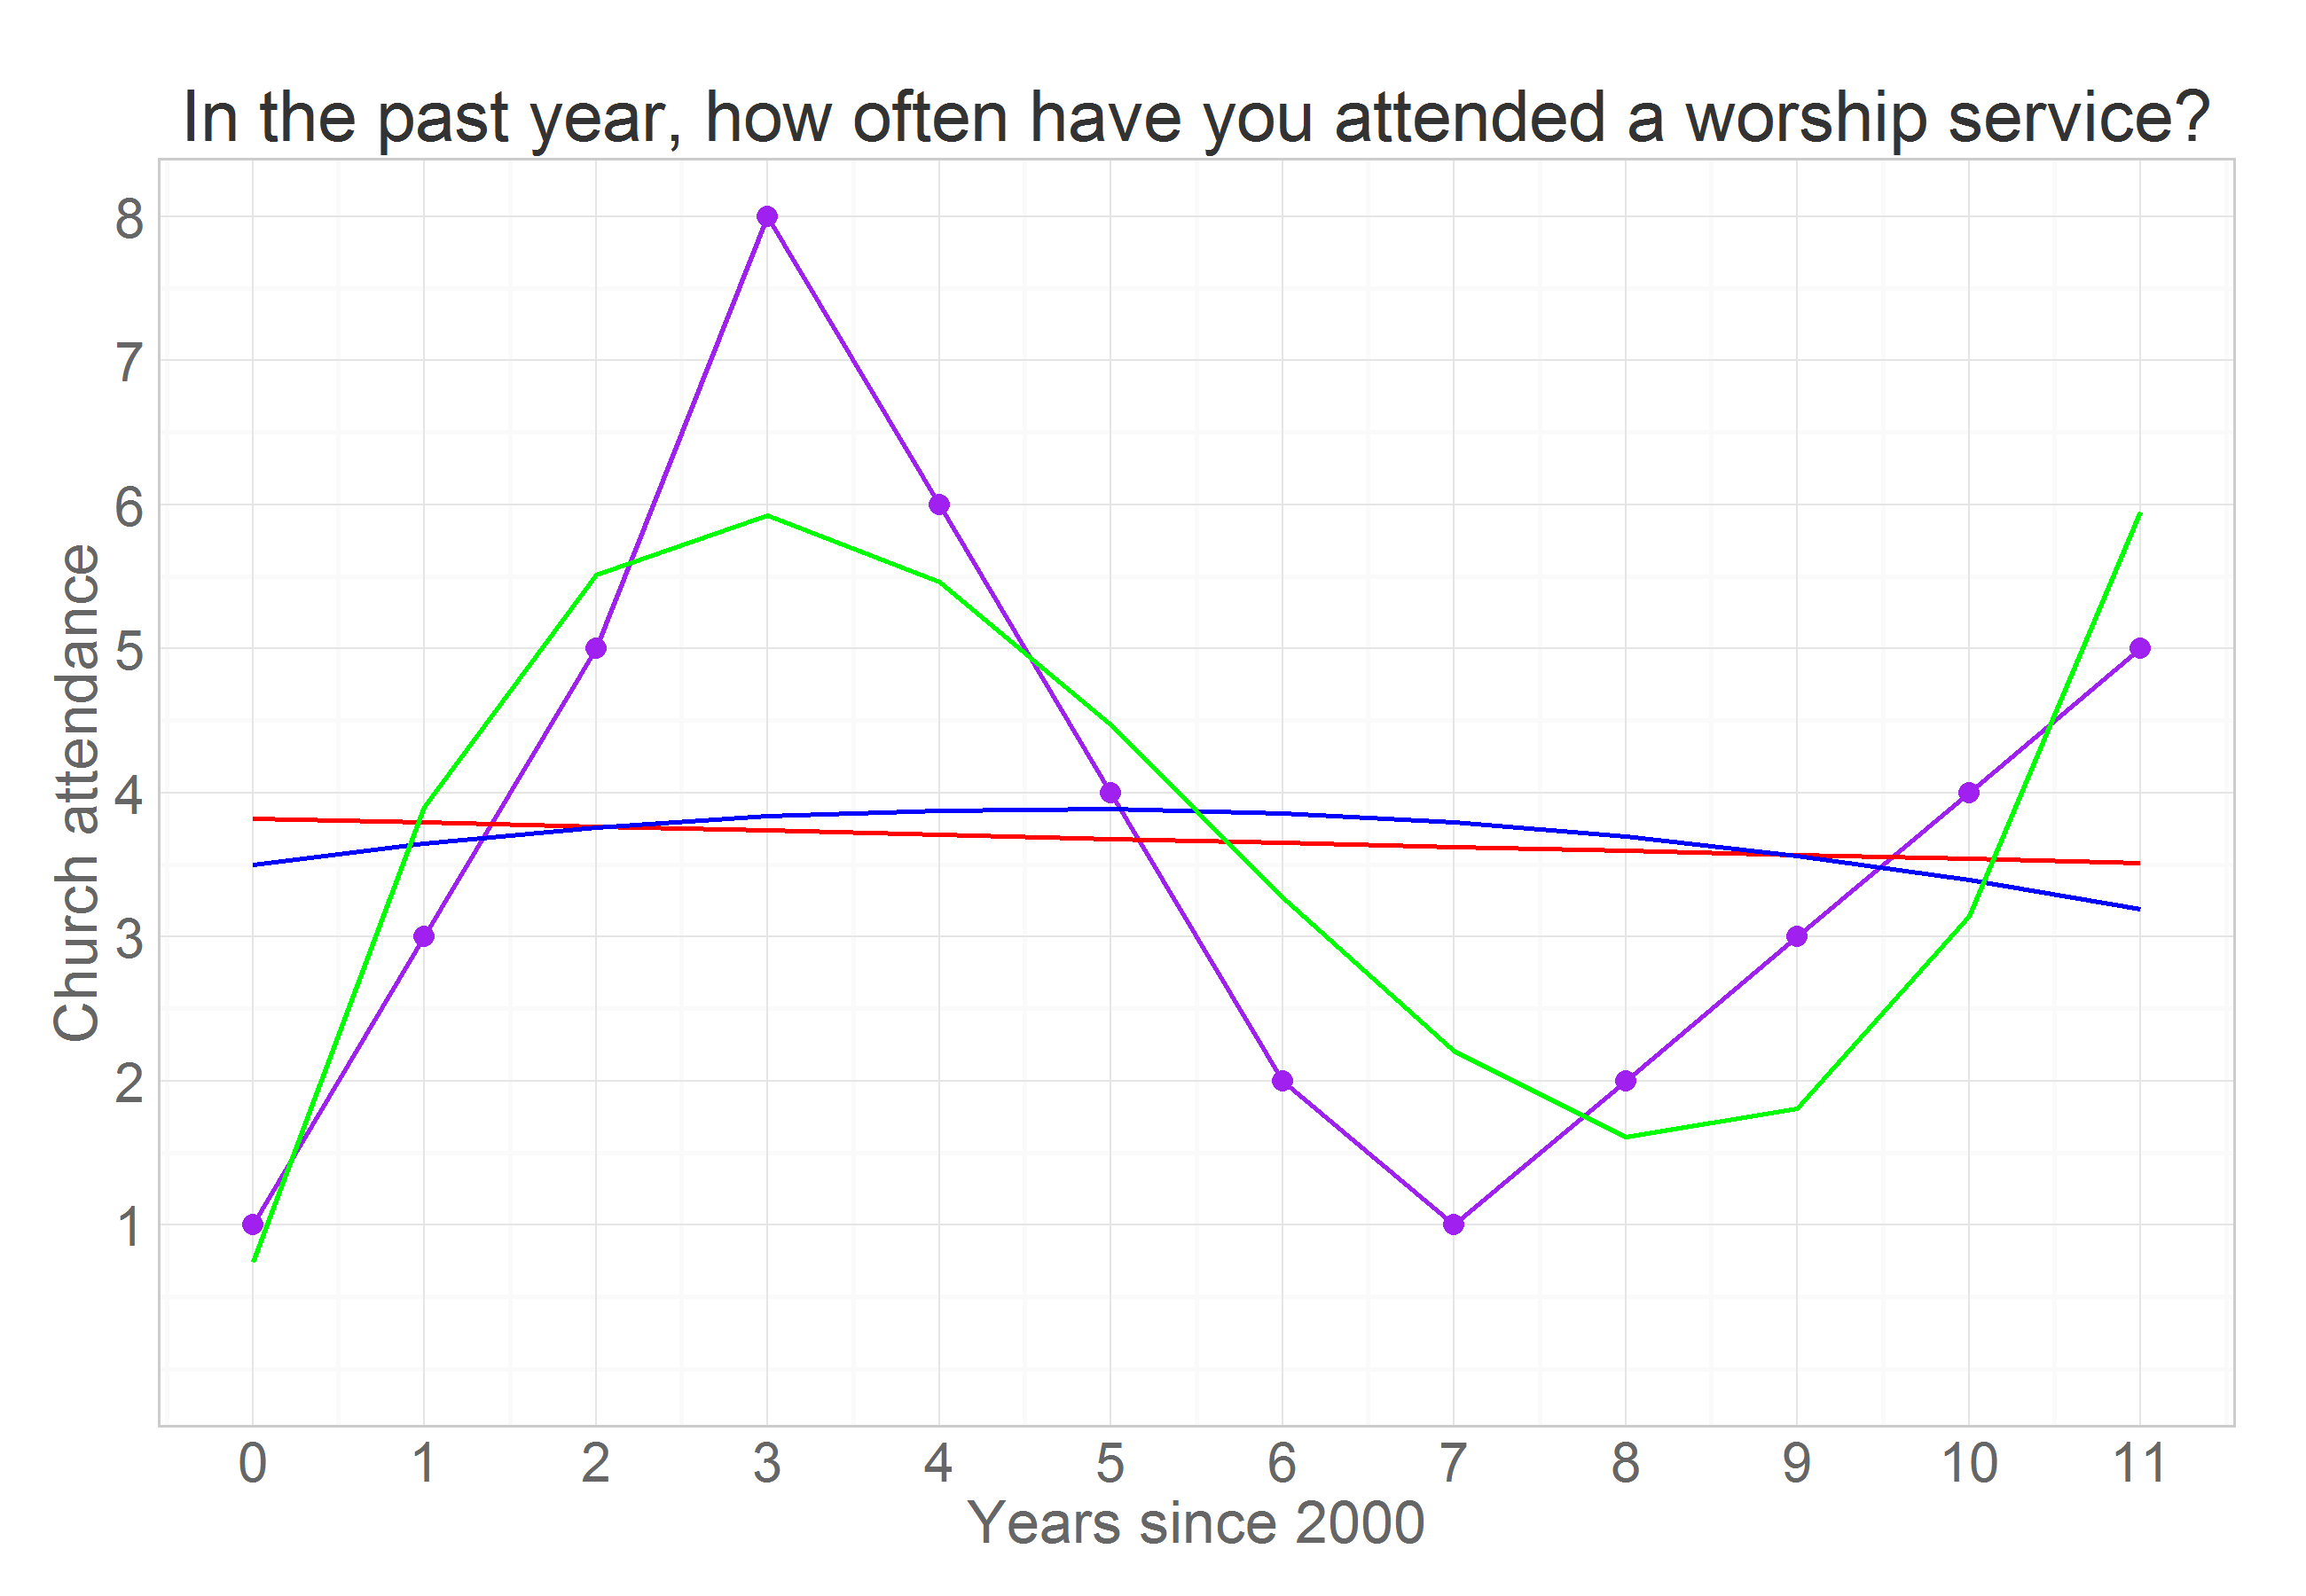 In the past year, how often have you attended a worship service?
Church attendance
8
7
6
5
4
3
2
1
0 1 2 3 4 5 6 7 8 9 10 11
Years since 2000